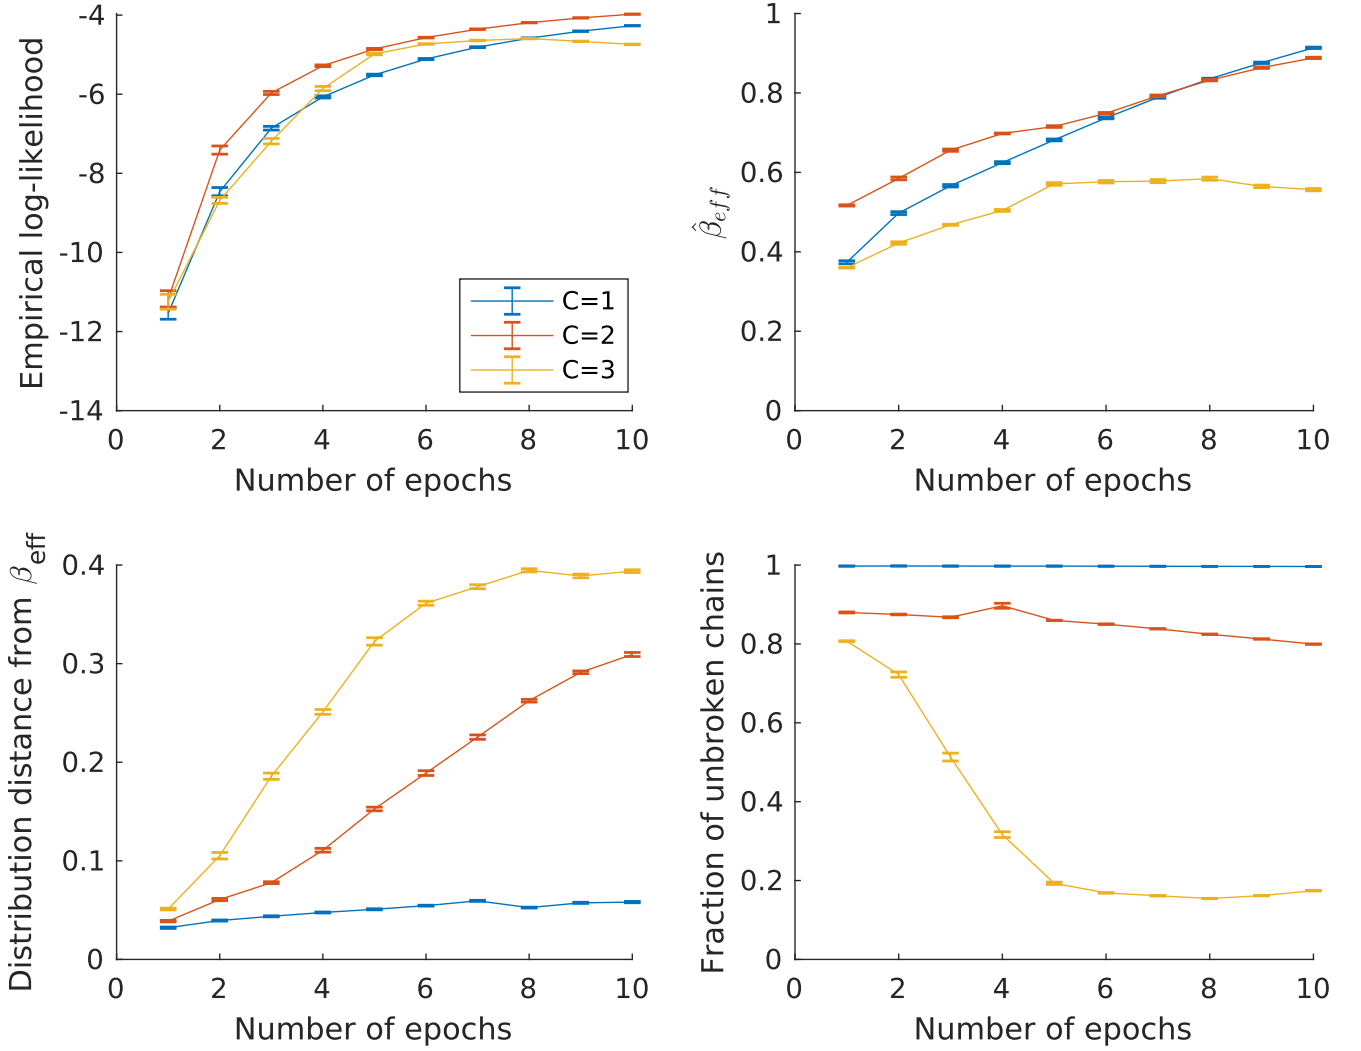 Empirical log-likelihood
-4
-6
-8
-10
-12
-14
0 2 4 6 8 10
Number of epochs
C=1
C=2
C=3
β̂eff
1
0.8
0.6
0.4
0.2
0
0 2 4 6 8 10
Number of epochs
Distribution distance from βeff
0.4
0.3
0.2
0.1
0
0 2 4 6 8 10
Number of epochs
Fraction of unbroken chains
1
0.8
0.6
0.4
0.2
0
0 2 4 6 8 10
Number of epochs